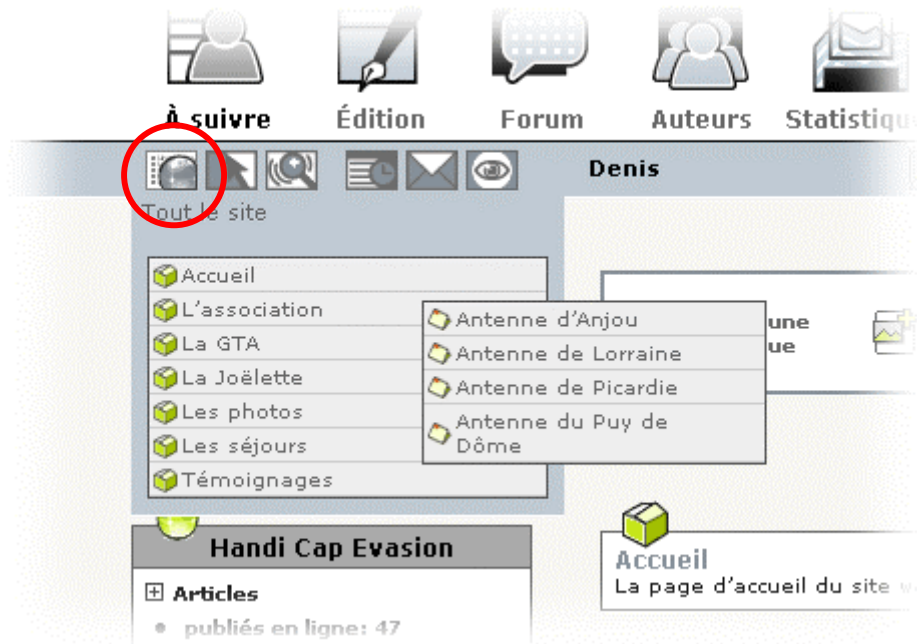 À suivre
Édition
Forum
Auteurs
Statistiqu
Denis
Tout le site
Accueil
L'association
La GTA
La Joëlette
Les photos
Les séjours
Témoignages
Antenne d'Anjou
Antenne de Lorraine
Antenne de Picardie
Antenne du Puy de
Dôme
une
ue
Handi Cap Evasion
Articles
publiés en ligne: 47
Accueil
La page d'accueil du site